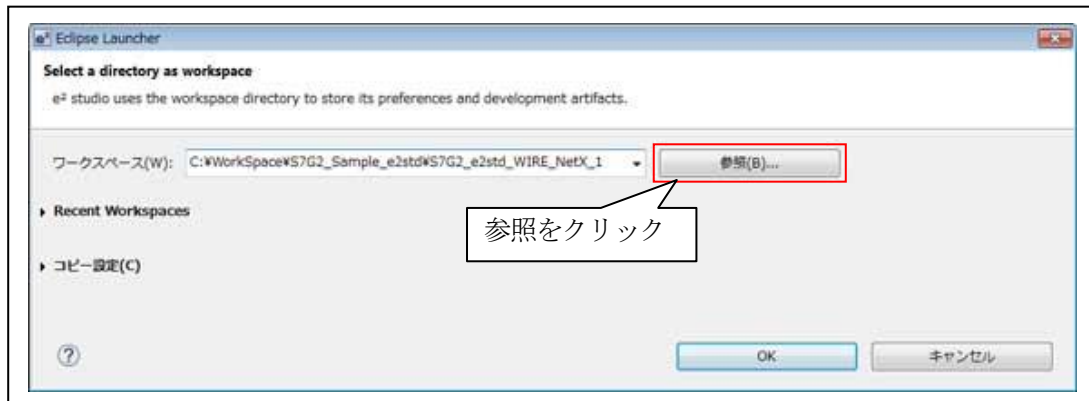 e² Eclipse Launcher
Select a directory as workspace
e² studio uses the workspace directory to store its preferences and development artifacts.
ワークスペース(W): C:¥WorkSpace¥S7G2_Sample_e2std¥S7G2_e2std_WIRE_NetX_1 参照(B)...
Recent Workspaces
参照をクリック
コピー設定(C)
?
OK キャンセル